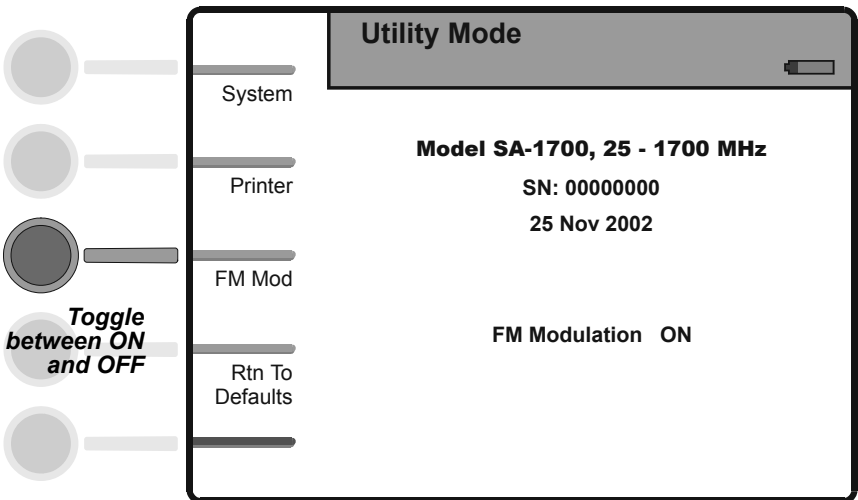 Utility Mode
System
Model SA-1700, 25 - 1700 MHz
Printer
SN: 00000000
25 Nov 2002
FM Mod
Toggle
between ON
and OFF
FM Modulation ON
Rtn To
Defaults